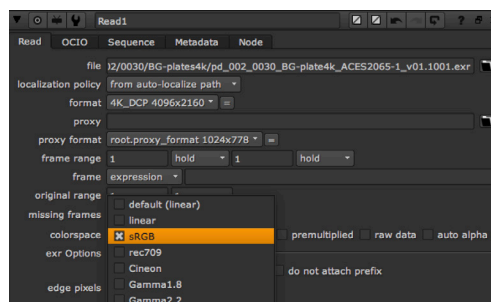 Read1
Read OCIO Sequence Metadata Node
file I2/0030/BG-plates4k/pd_002_0030_BG-plate4k_ACES2065-1_v01.1001.exr
localization policy from auto-localize path
format 4K_DCP 4096x2160 =
proxy
proxy format root.proxy_format 1024x778 =
frame range 1 hold 1 hold
frame expression
original range
default (linear)
missing frames
linear
colorspace sRGB premultiplied raw data auto alpha
exr Options rec709
do not attach prefix
Cineon
edge pixels Gamma1.8
Gamma2.2